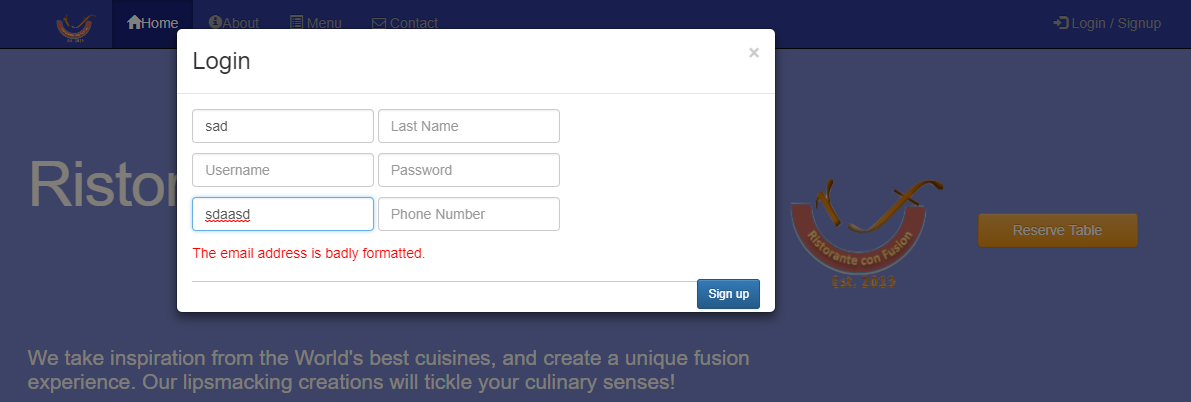 Home About Menu Contact Login / Signup
Login ×
sad Last Name
Username Password
sdaasd Phone Number
The email address is badly formatted.
Sign up
Ristor
Ristorante con Fusion
Est. 2013
Reserve Table
We take inspiration from the World's best cuisines, and create a unique fusion
experience. Our lipsmacking creations will tickle your culinary senses!